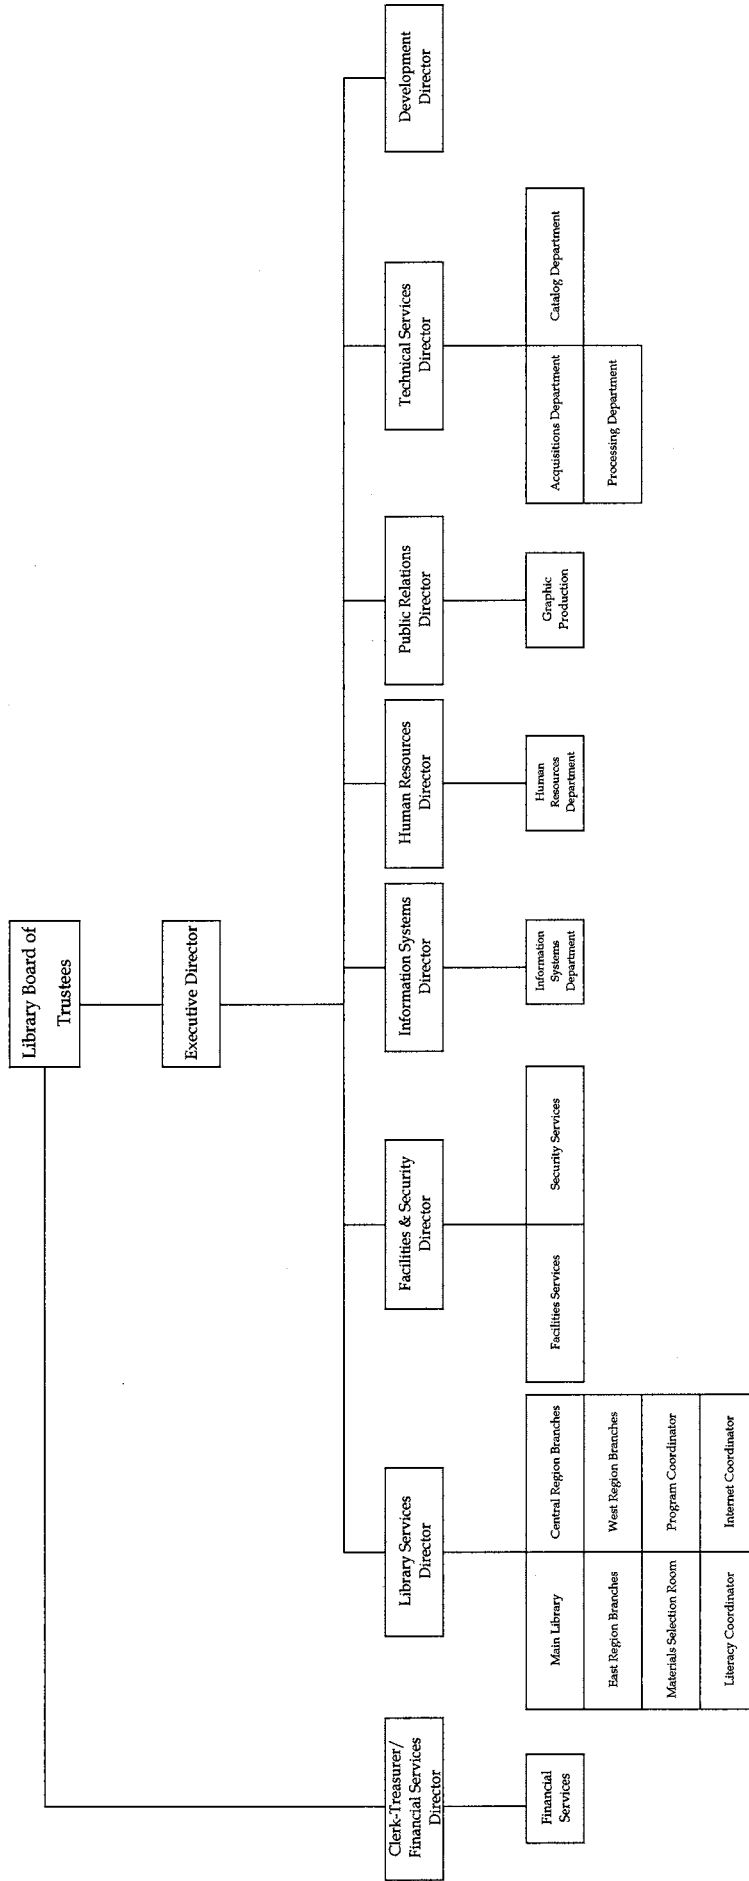 Library Board of
Trustees
Executive Director
Clerk-Treasurer/
Financial Services
Director
Library Services
Director
Facilities & Security
Director
Information Systems
Director
Human Resources
Director
Public Relations
Director
Technical Services
Director
Development
Director
Financial
Services
Main Library
Central Region Branches
East Region Branches
West Region Branches
Materials Selection Room
Program Coordinator
Literacy Coordinator
Internet Coordinator
Facilities Services
Security Services
Information
Systems
Department
Human
Resources
Department
Graphic
Production
Acquisitions Department
Catalog Department
Processing Department